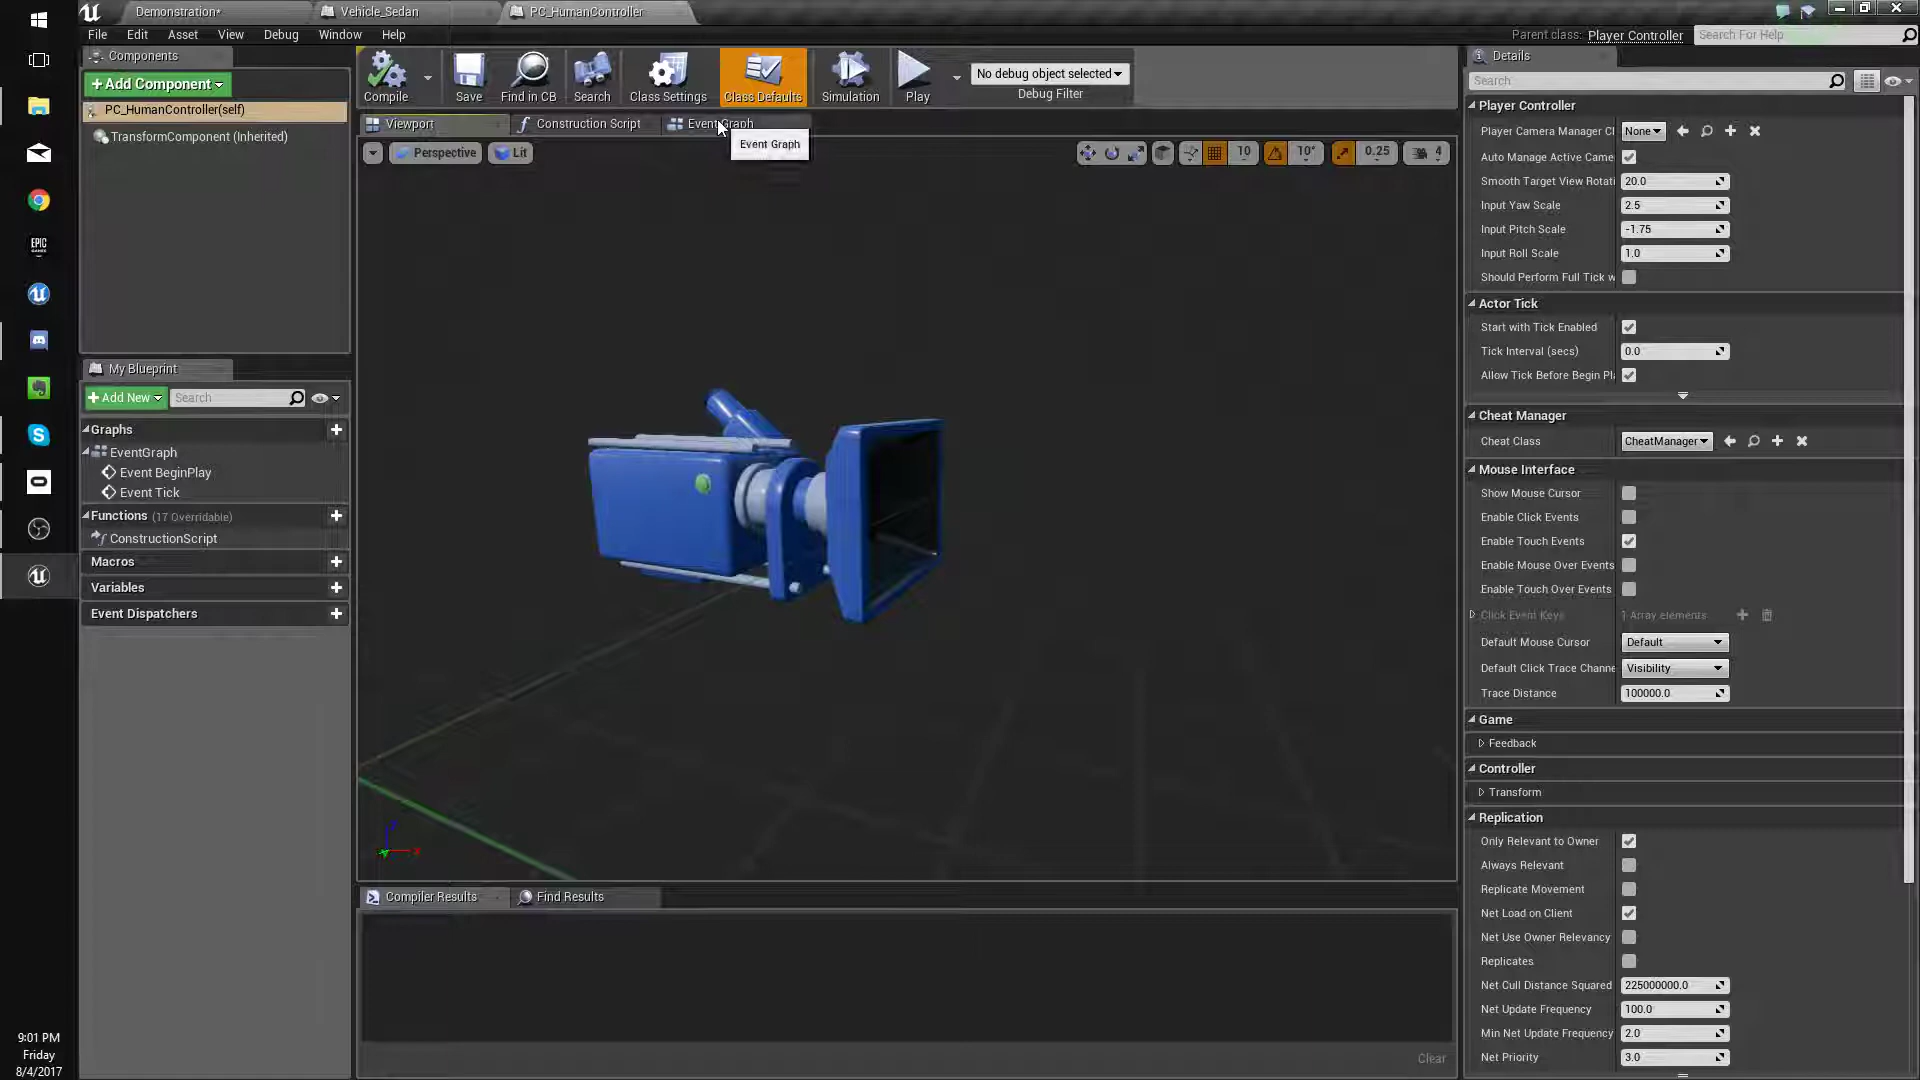 Demonstration*
Vehicle_Sedan
PC_HumanController
File Edit Asset View Debug Window Help
Parent class: Player Controller
Search For Help
Components
+ Add Component
PC_HumanController(self)
TransformComponent (Inherited)
My Blueprint
+ Add New
Search
Graphs
EventGraph
Event BeginPlay
Event Tick
Functions (17 Overridable)
ConstructionScript
Macros
Variables
Event Dispatchers
Compile
Save
Find in CB
Search
Class Settings
Class Defaults
Simulation
Play
No debug object selected
Debug Filter
Viewport
Construction Script
Event Graph
Event Graph
Perspective
Lit
10
10°
0.25
4
Compiler Results
Find Results
Clear
Details
Search
Player Controller
Player Camera Manager Cl None
Auto Manage Active Came
Smooth Target View Rotati 20.0
Input Yaw Scale 2.5
Input Pitch Scale -1.75
Input Roll Scale 1.0
Should Perform Full Tick w
Actor Tick
Start with Tick Enabled
Tick Interval (secs) 0.0
Allow Tick Before Begin Pl
Cheat Manager
Cheat Class CheatManager
Mouse Interface
Show Mouse Cursor
Enable Click Events
Enable Touch Events
Enable Mouse Over Events
Enable Touch Over Events
Click Event Keys 1 Array elements
Default Mouse Cursor Default
Default Click Trace Channe Visibility
Trace Distance 100000.0
Game
Feedback
Controller
Transform
Replication
Only Relevant to Owner
Always Relevant
Replicate Movement
Net Load on Client
Net Use Owner Relevancy
Replicates
Net Cull Distance Squared 225000000.0
Net Update Frequency 100.0
Min Net Update Frequency 2.0
Net Priority 3.0
EPIC
GAMES
9:01 PM
Friday
8/4/2017